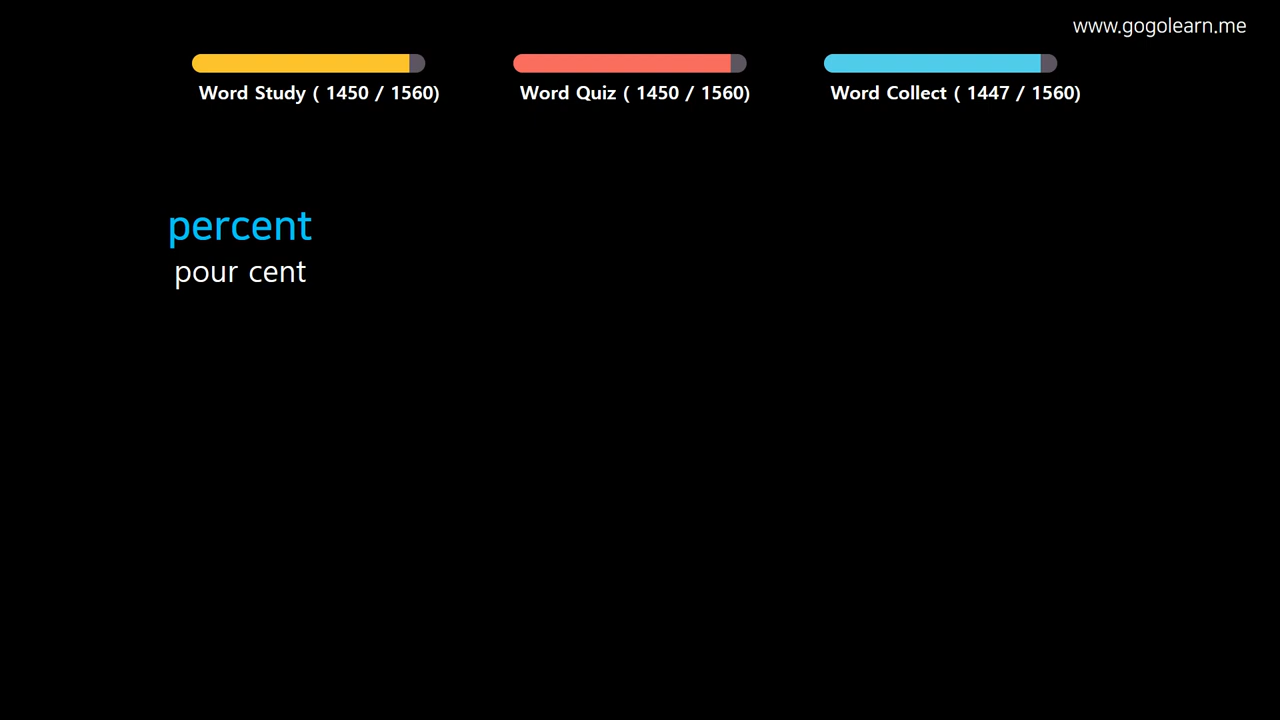 www.gogolearn.me
Word Study ( 1450 / 1560)
Word Quiz ( 1450 / 1560)
Word Collect ( 1447 / 1560)
percent
pour cent